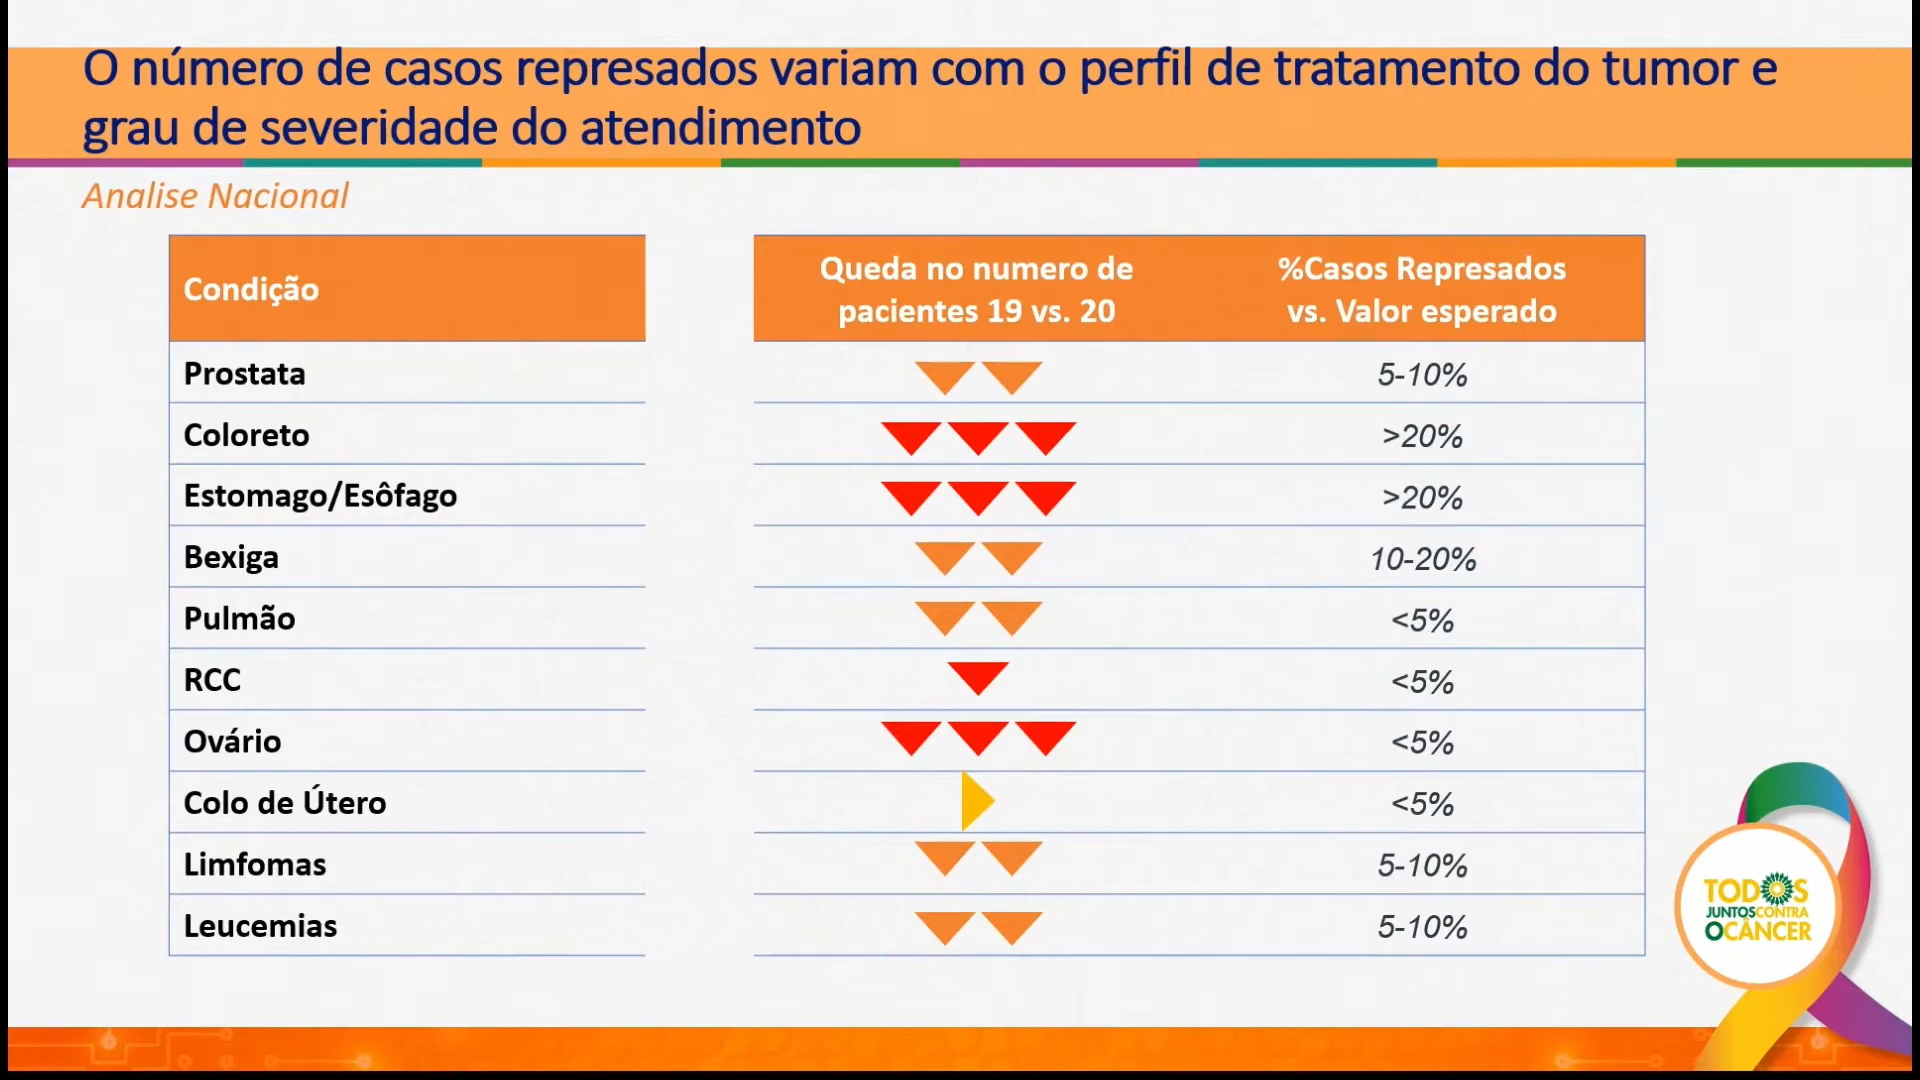 O número de casos represados variam com o perfil de tratamento do tumor e
grau de severidade do atendimento
Analise Nacional
Condição
Queda no numero de
pacientes 19 vs. 20
%Casos Represados
vs. Valor esperado
Prostata
5-10%
Coloreto
>20%
Estomago/Esôfago
>20%
Bexiga
10-20%
Pulmão
<5%
RCC
<5%
Ovário
<5%
Colo de Útero
<5%
Limfomas
5-10%
Leucemias
5-10%
TODOS
JUNTOSCONTRA
OCÂNCER